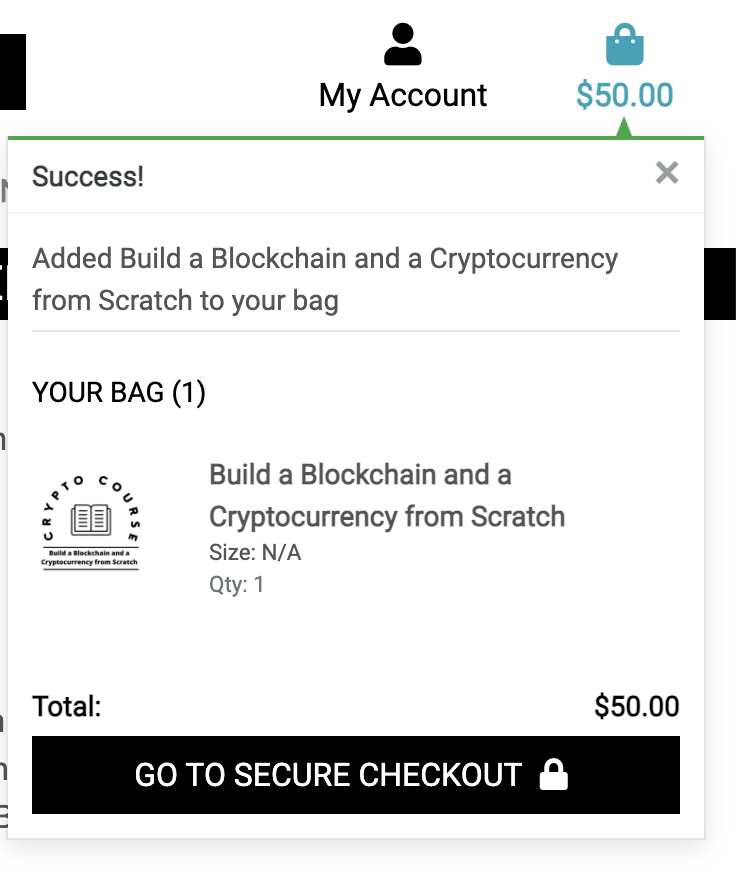 My Account
$50.00
Success!
Added Build a Blockchain and a Cryptocurrency
from Scratch to your bag
YOUR BAG (1)
CRYPTO COURSE
Build a Blockchain and a
Cryptocurrency from Scratch
Build a Blockchain and a
Cryptocurrency from Scratch
Size: N/A
Qty: 1
Total:
$50.00
GO TO SECURE CHECKOUT